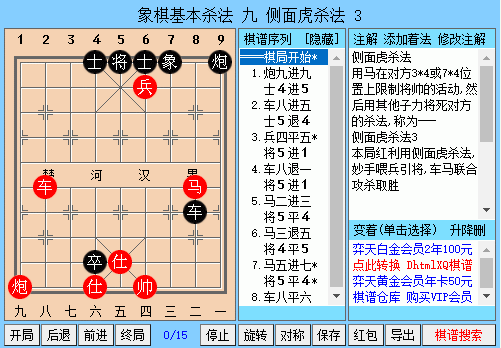 象棋基本杀法 九 侧面虎杀法 3
1 2 3 4 5 6 7 8 9
士 将 士 象 炮
兵
楚 河 汉 界
车 马
车
卒 仕
炮 仕 帅
九 八 七 六 五 四 三 二 一
棋谱序列 [隐藏]
====棋局开始*====
1. 炮九进九
士4进5
2. 车八进五
士5退4
3. 兵四平五*
将5进1
4. 车八退一
将5进1
5. 马二进三
将5平4
6. 马三退五
将4平5
7. 马五进七*
将5平4*
8. 车八平六
注解 添加着法 修改注解
侧面虎杀法
用马在对方3*4或7*4位
置上限制将帅的活动,然
后用其他子力将死对方
的杀法,称为——
侧面虎杀法3
本局红利用侧面虎杀法,
妙手喂兵引将,车马联合
攻杀取胜
变着(单击选择) 升降删
弈天白金会员2年100元
点此转换 DhtmlXQ棋谱
弈天黄金会员年卡50元
棋谱仓库 购买VIP会员
开局 后退 前进 终局 0/15 停止 旋转 对称 保存 红包 导出 棋谱搜索